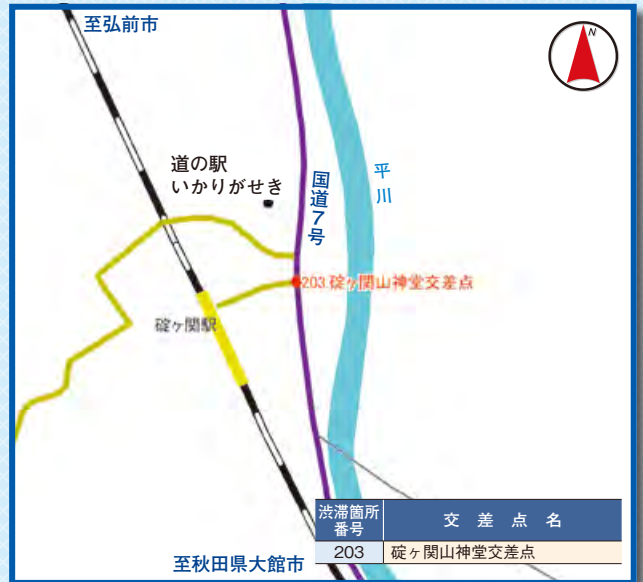 至弘前市
N
道の駅
いかりがせき
国道7号
平川
203 碇ヶ関山神堂交差点
碇ヶ関駅
渋滞箇所
番号
交差点名
203
碇ヶ関山神堂交差点
至秋田県大館市